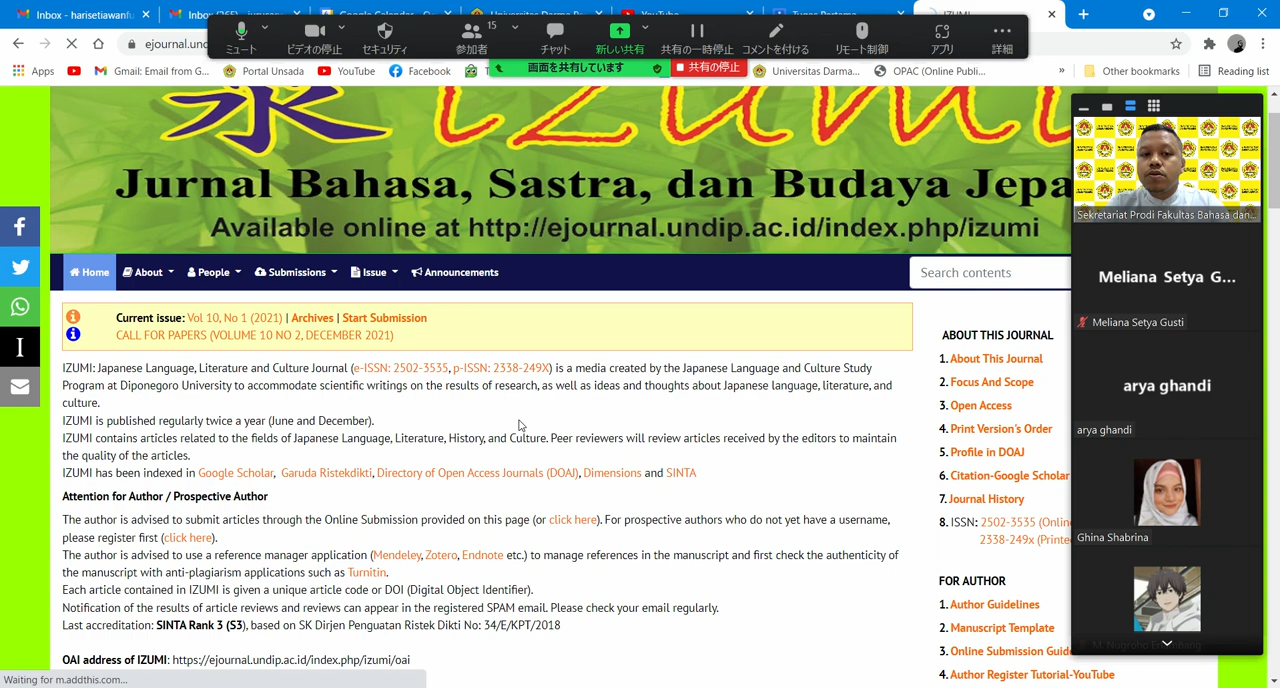 Inbox - harisetiawanfu
Inbox (265) - jupyers
Google Calendar - O
Universitas Darma P
YouTube
Tugas Pertama
IZUMI
ejournal.unc
ミュート
ビデオの停止
セキュリティ
参加者
15
チャット
新しい共有
共有の一時停止
コメントを付ける
リモート制御
アプリ
詳細
画面を共有しています
共有の停止
Apps
Gmail: Email from G...
Portal Unsada
YouTube
Facebook
Universitas Darma...
OPAC (Online Publi...
»
Other bookmarks
Reading list
泉 izumi
Jurnal Bahasa, Sastra, dan Budaya Jepa
Available online at http://ejournal.undip.ac.id/index.php/izumi
Home
About
People
Submissions
Issue
Announcements
Search contents
Current issue: Vol 10, No 1 (2021) | Archives | Start Submission
CALL FOR PAPERS (VOLUME 10 NO 2, DECEMBER 2021)
IZUMI: Japanese Language, Literature and Culture Journal (e-ISSN: 2502-3535, p-ISSN: 2338-249X) is a media created by the Japanese Language and Culture Study
Program at Diponegoro University to accommodate scientific writings on the results of research, as well as ideas and thoughts about Japanese language, literature, and
culture.
IZUMI is published regularly twice a year (June and December).
IZUMI contains articles related to the fields of Japanese Language, Literature, History, and Culture. Peer reviewers will review articles received by the editors to maintain
the quality of the articles.
IZUMI has been indexed in Google Scholar, Garuda Ristekdikti, Directory of Open Access Journals (DOAJ), Dimensions and SINTA
Attention for Author / Prospective Author
The author is advised to submit articles through the Online Submission provided on this page (or click here). For prospective authors who do not yet have a username,
please register first (click here).
The author is advised to use a reference manager application (Mendeley, Zotero, Endnote etc.) to manage references in the manuscript and first check the authenticity of
the manuscript with anti-plagiarism applications such as Turnitin.
Each article contained in IZUMI is given a unique article code or DOI (Digital Object Identifier).
Notification of the results of article reviews and reviews can appear in the registered SPAM email. Please check your email regularly.
Last accreditation: SINTA Rank 3 (S3), based on SK Dirjen Penguatan Ristek Dikti No: 34/E/KPT/2018
OAI address of IZUMI: https://ejournal.undip.ac.id/index.php/izumi/oai
Waiting for m.addthis.com...
ABOUT THIS JOURNAL
1. About This Journal
2. Focus And Scope
3. Open Access
4. Print Version's Order
5. Profile in DOAJ
6. Citation-Google Scholar
7. Journal History
8. ISSN: 2502-3535 (Onlin
2338-249x (Printe
FOR AUTHOR
1. Author Guidelines
2. Manuscript Template
3. Online Submission Guide
4. Author Register Tutorial-YouTube
Sekretariat Prodi Fakultas Bahasa dan...
Meliana Setya G...
Meliana Setya Gusti
arya ghandi
arya ghandi
Ghina Shabrina